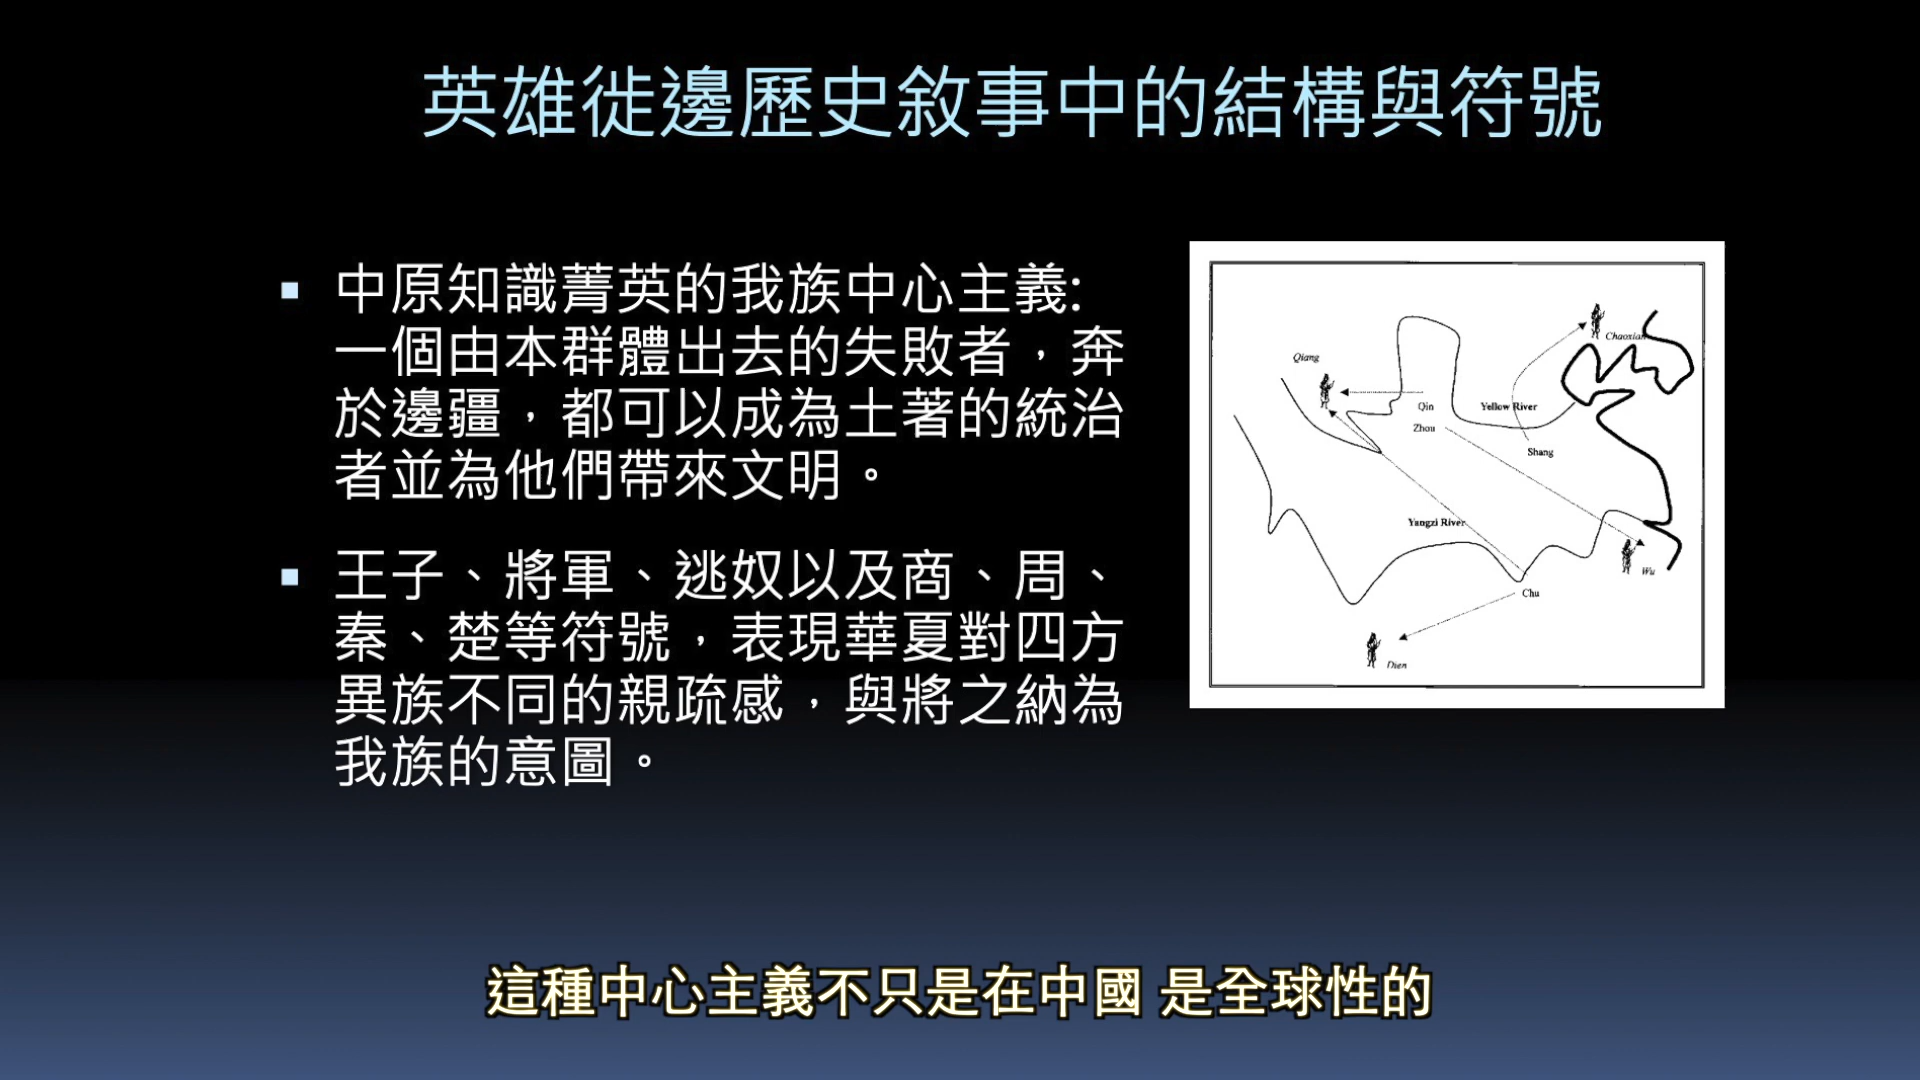 英雄徙邊歷史敘事中的結構與符號
中原知識菁英的我族中心主義:
一個由本群體出去的失敗者，奔
於邊疆，都可以成為土著的統治
者並為他們帶來文明。
王子、將軍、逃奴以及商、周、
秦、楚等符號，表現華夏對四方
異族不同的親疏感，與將之納為
我族的意圖。
Chaoxian
Qiang
Qin
Yellow River
Zhou
Shang
Yangzi River
Wu
Chu
Dien
這種中心主義不只是在中國 是全球性的